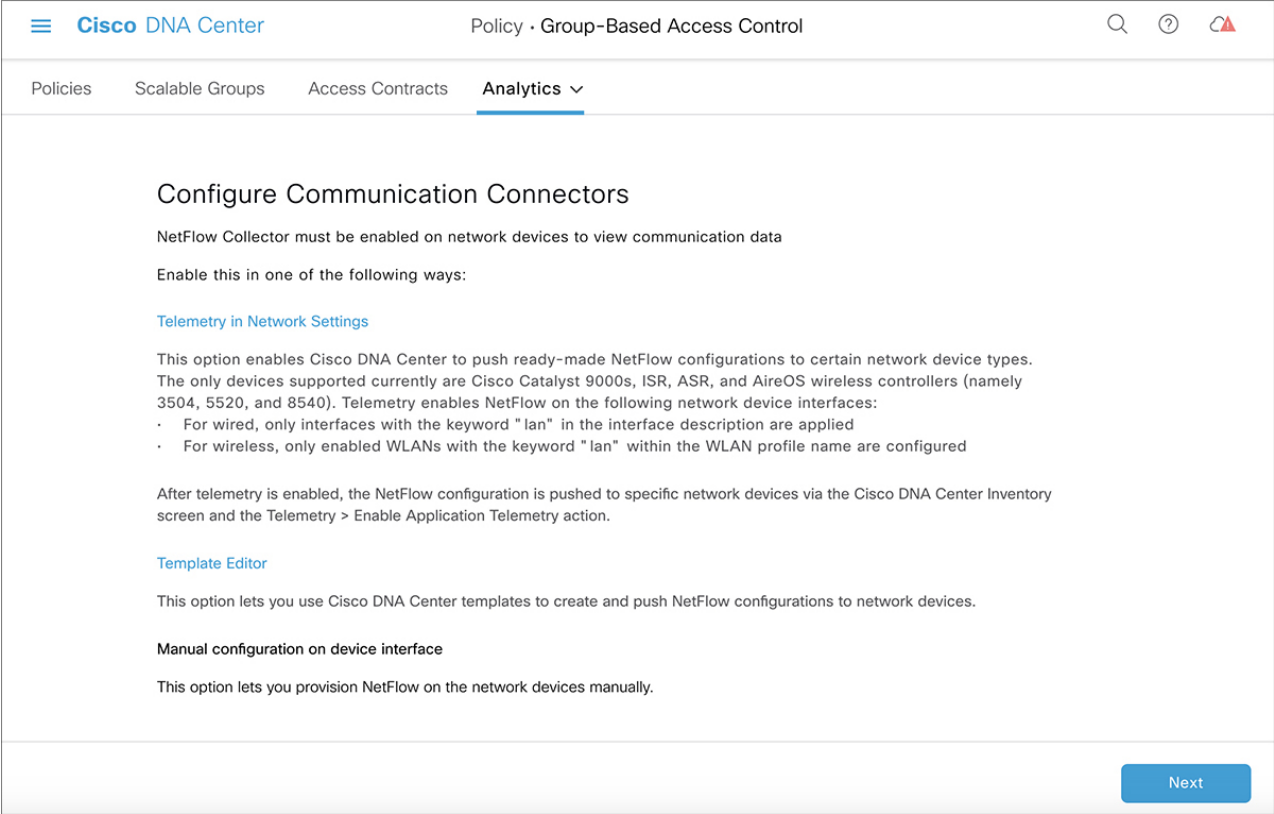 Cisco DNA Center
Policy · Group-Based Access Control
Policies
Scalable Groups
Access Contracts
Analytics
Configure Communication Connectors
NetFlow Collector must be enabled on network devices to view communication data
Enable this in one of the following ways:
Telemetry in Network Settings
This option enables Cisco DNA Center to push ready-made NetFlow configurations to certain network device types.
The only devices supported currently are Cisco Catalyst 9000s, ISR, ASR, and AireOS wireless controllers (namely
3504, 5520, and 8540). Telemetry enables NetFlow on the following network device interfaces:
· For wired, only interfaces with the keyword "lan" in the interface description are applied
· For wireless, only enabled WLANs with the keyword "lan" within the WLAN profile name are configured
After telemetry is enabled, the NetFlow configuration is pushed to specific network devices via the Cisco DNA Center Inventory
screen and the Telemetry > Enable Application Telemetry action.
Template Editor
This option lets you use Cisco DNA Center templates to create and push NetFlow configurations to network devices.
Manual configuration on device interface
This option lets you provision NetFlow on the network devices manually.
Next